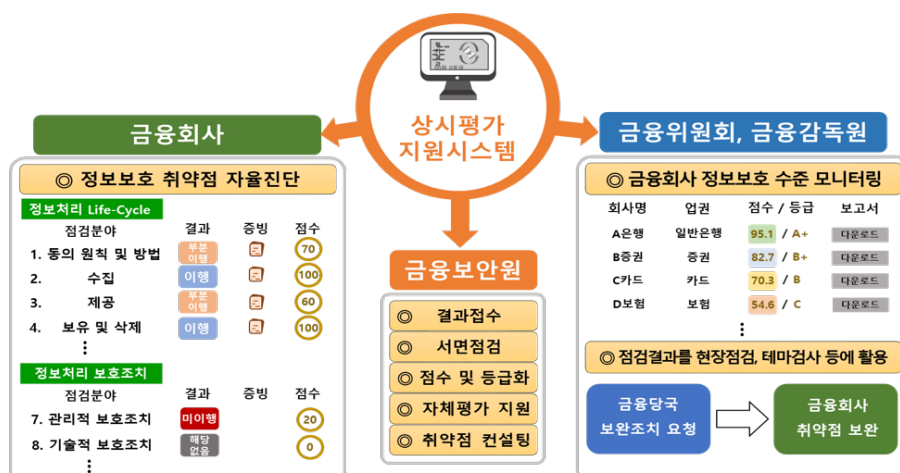 상시평가
지원시스템
금융회사
◎ 정보보호 취약점 자율진단
정보처리 Life-Cycle
점검분야 결과 증빙 점수
1. 동의 원칙 및 방법 부분 이행 70
2. 수집 이행 100
3. 제공 부분 이행 60
4. 보유 및 삭제 이행 100
정보처리 보호조치
점검분야 결과 증빙 점수
7. 관리적 보호조치 미이행 20
8. 기술적 보호조치 해당 없음 0
금융보안원
◎ 결과접수
◎ 서면점검
◎ 점수 및 등급화
◎ 자체평가 지원
◎ 취약점 컨설팅
금융위원회, 금융감독원
◎ 금융회사 정보보호 수준 모니터링
회사명 업권 점수 / 등급 보고서
A은행 일반은행 95.1 / A+ 다운로드
B증권 증권 82.7 / B+ 다운로드
C카드 카드 70.3 / B 다운로드
D보험 보험 54.6 / C 다운로드
◎ 점검결과를 현장점검, 테마검사 등에 활용
금융당국
보완조치 요청
금융회사
취약점 보완